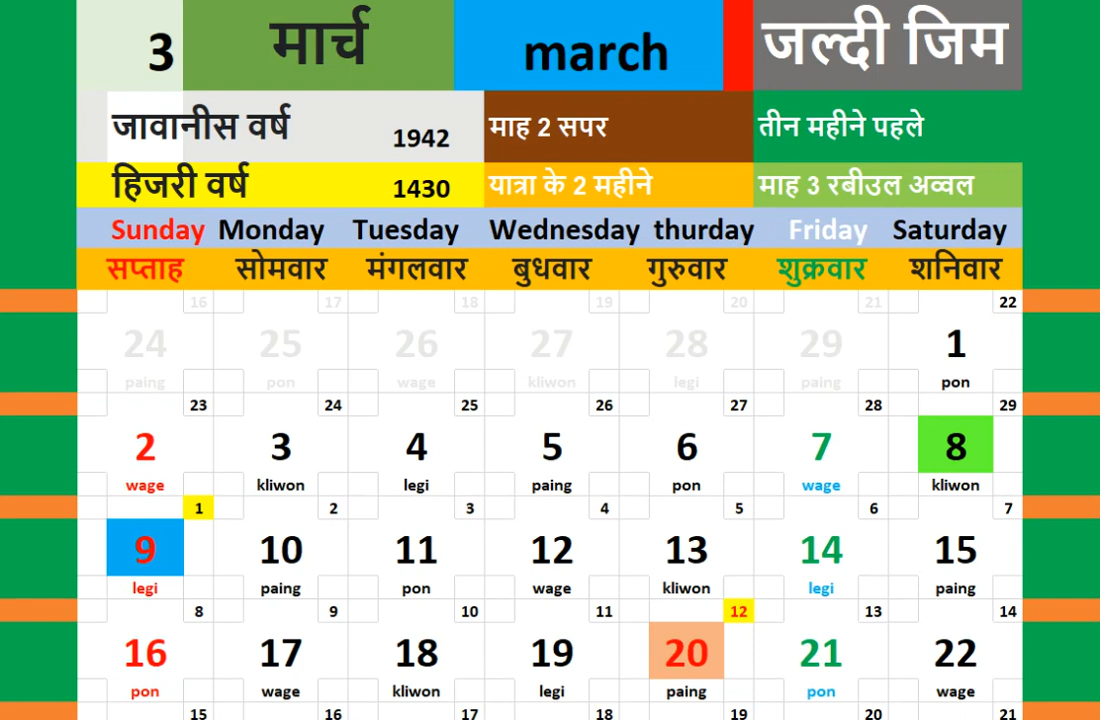 3 मार्च march जल्दी जिम
जावानीस वर्ष 1942 माह 2 सपर तीन महीने पहले
हिजरी वर्ष 1430 यात्रा के 2 महीने माह 3 रबीउल अव्वल
Sunday Monday Tuesday Wednesday thurday Friday Saturday
सप्ताह सोमवार मंगलवार बुधवार गुरुवार शुक्रवार शनिवार
16 17 18 19 20 21 22
24 25 26 27 28 29 1
paing pon wage kliwon legi paing pon
23 24 25 26 27 28 29
2 3 4 5 6 7 8
wage kliwon legi paing pon wage kliwon
1 2 3 4 5 6 7
9 10 11 12 13 14 15
legi paing pon wage kliwon legi paing
8 9 10 11 12 13 14
16 17 18 19 20 21 22
pon wage kliwon legi paing pon wage
15 16 17 18 19 20 21